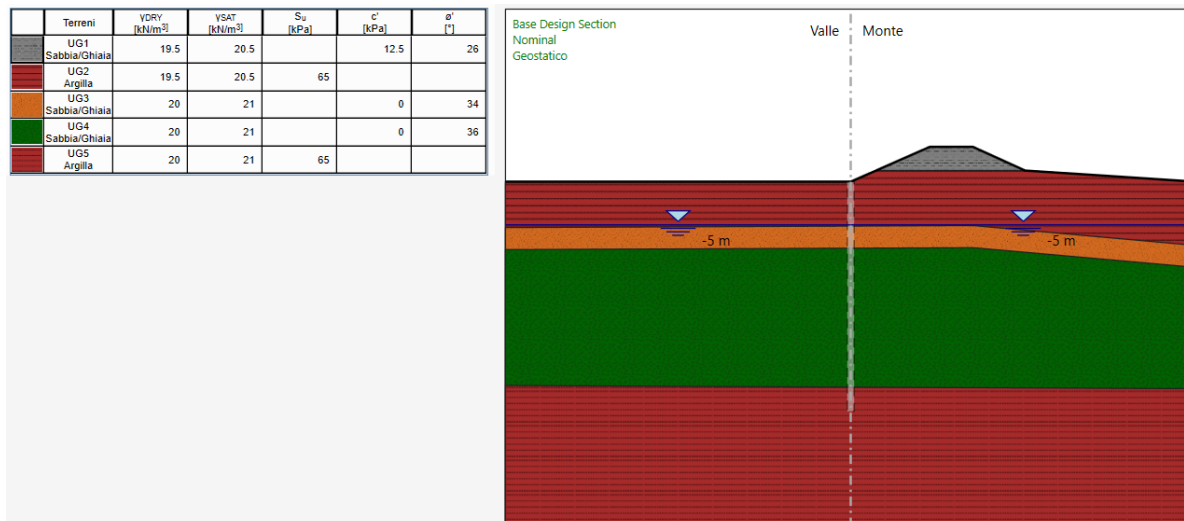 Terreni γDRY [kN/m³] γSAT [kN/m³] Su [kPa] c' [kPa] ø' [°]
UG1 Sabbia/Ghiaia 19.5 20.5 12.5 26
UG2 Argilla 19.5 20.5 65
UG3 Sabbia/Ghiaia 20 21 0 34
UG4 Sabbia/Ghiaia 20 21 0 36
UG5 Argilla 20 21 65
Base Design Section
Nominal
Geostatico
Valle Monte
-5 m -5 m